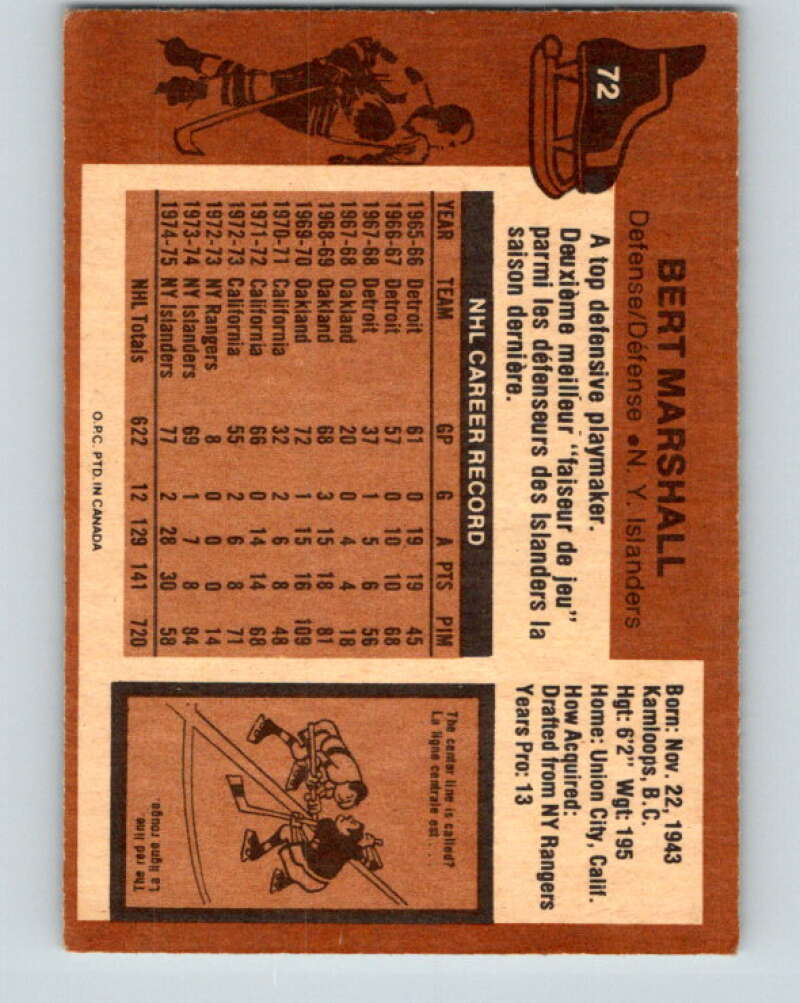 72
BERT MARSHALL
Defense/Défense • N. Y. Islanders
A top defensive playmaker.
Deuxième meilleur "faiseur de jeu"
parmi les défenseurs des Islanders la
saison dernière.
Born: Nov. 22, 1943
Kamloops, B.C.
Hgt: 6'2" Wgt: 195
Home: Union City, Calif.
How Acquired:
Drafted from NY Rangers
Years Pro: 13
NHL CAREER RECORD
YEAR TEAM GP G A PTS PIM
1965-66 Detroit 61 0 19 19 45
1966-67 Detroit 57 0 10 10 68
1967-68 Detroit 37 1 5 6 56
1967-68 Oakland 20 0 4 4 18
1968-69 Oakland 68 3 15 18 81
1969-70 Oakland 72 1 15 16 109
1970-71 California 32 2 6 8 48
1971-72 California 66 0 14 14 68
1972-73 California 55 2 6 8 71
1972-73 NY Rangers 8 0 0 0 14
1973-74 NY Islanders 69 1 7 8 84
1974-75 NY Islanders 77 2 28 30 58
NHL Totals 622 12 129 141 720
The center line is called?
La ligne centrale est . . .
The red line.
La ligne rouge.
O.P.C. PTD. IN CANADA